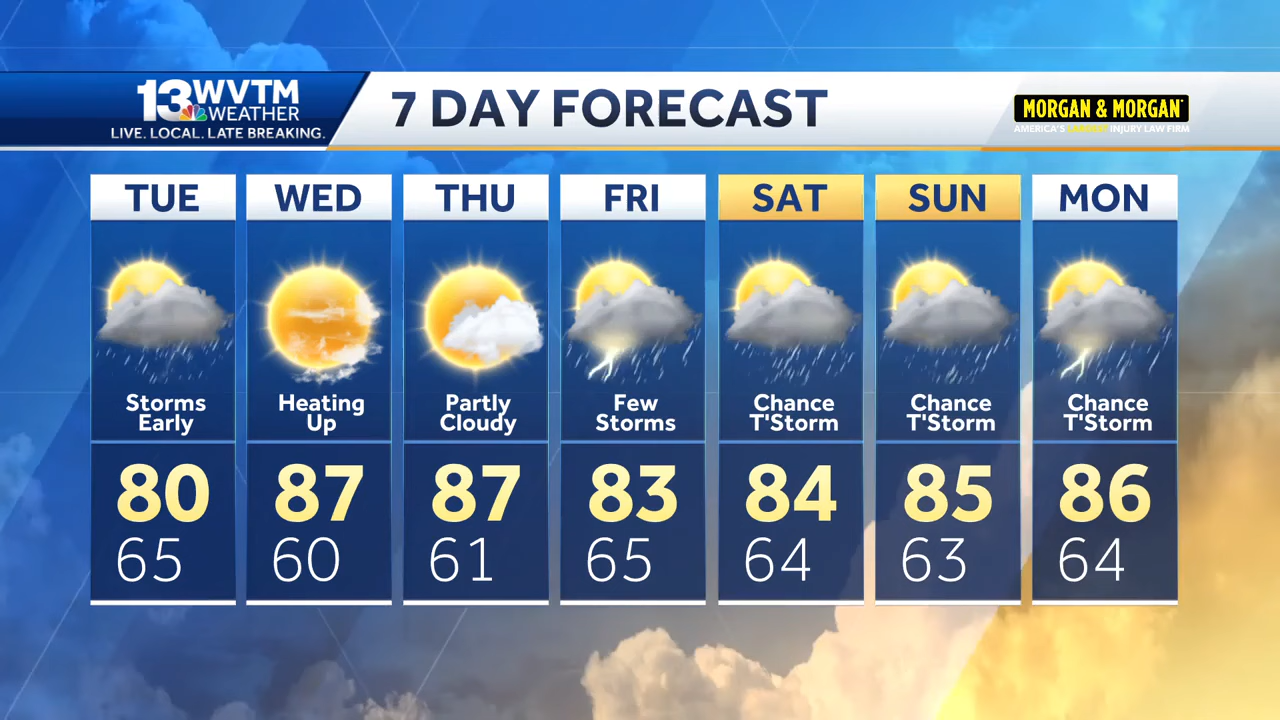 13 WVTM
WEATHER
LIVE. LOCAL. LATE BREAKING.
7 DAY FORECAST
MORGAN & MORGAN
AMERICA'S LARGEST INJURY LAW FIRM
TUE WED THU FRI SAT SUN MON
Storms Heating Partly Few Chance Chance Chance
Early Up Cloudy Storms T'Storm T'Storm T'Storm
80 87 87 83 84 85 86
65 60 61 65 64 63 64